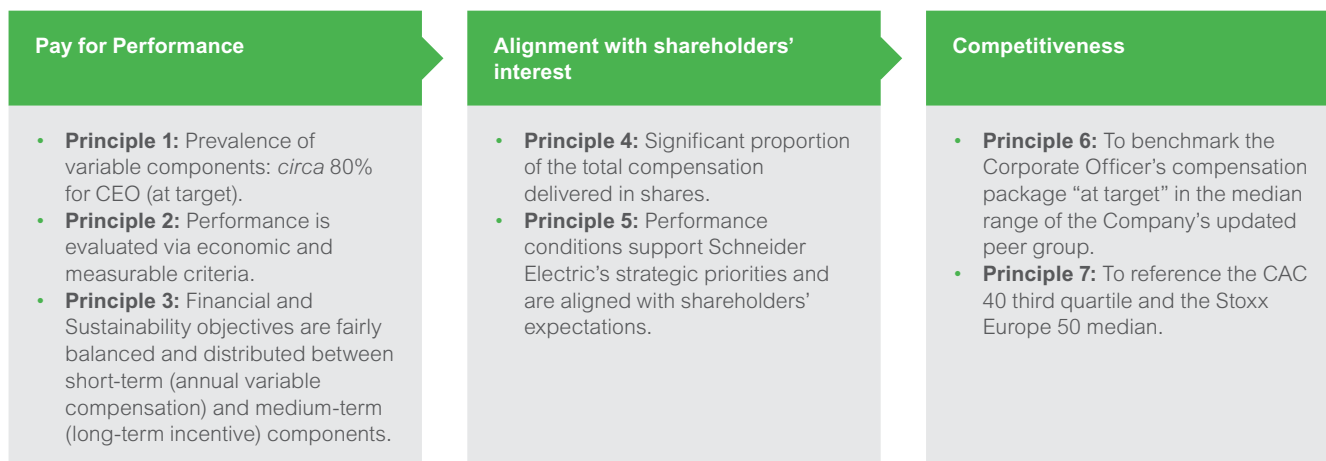 Pay for Performance
• Principle 1: Prevalence of
variable components: circa 80%
for CEO (at target).
• Principle 2: Performance is
evaluated via economic and
measurable criteria.
• Principle 3: Financial and
Sustainability objectives are fairly
balanced and distributed between
short-term (annual variable
compensation) and medium-term
(long-term incentive) components.
Alignment with shareholders’
interest
• Principle 4: Significant proportion
of the total compensation
delivered in shares.
• Principle 5: Performance
conditions support Schneider
Electric’s strategic priorities and
are aligned with shareholders’
expectations.
Competitiveness
• Principle 6: To benchmark the
Corporate Officer’s compensation
package “at target” in the median
range of the Company’s updated
peer group.
• Principle 7: To reference the CAC
40 third quartile and the Stoxx
Europe 50 median.